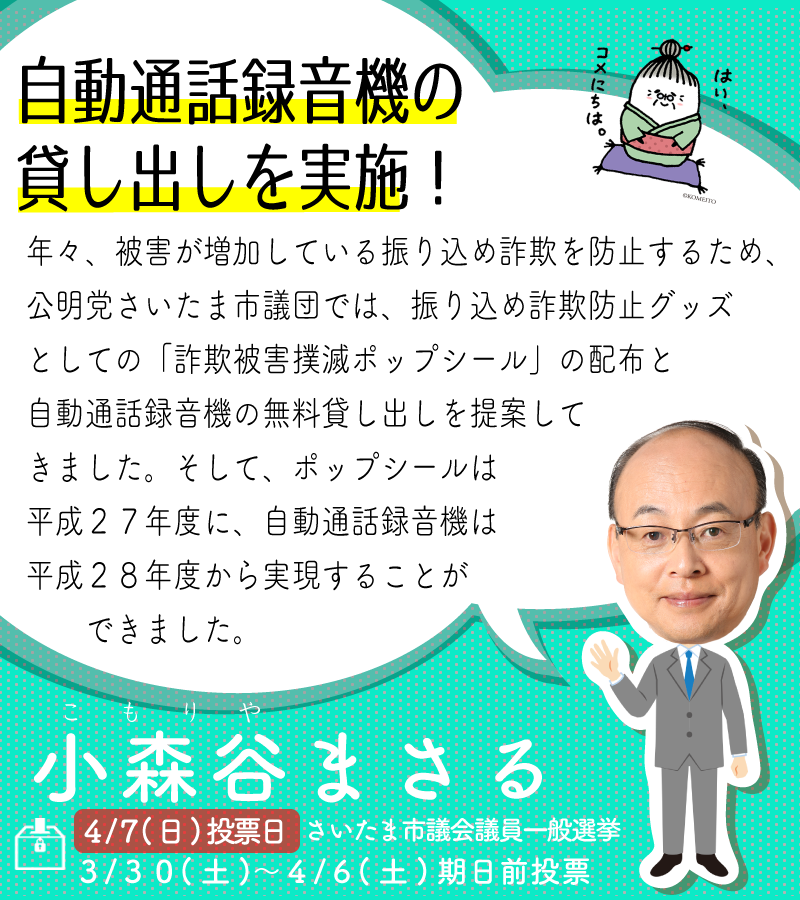 自動通話録音機の
貸し出しを実施！
はい、
コメにちは。
©KOMEITO
年々、被害が増加している振り込め詐欺を防止するため、
公明党さいたま市議団では、振り込め詐欺防止グッズ
としての「詐欺被害撲滅ポップシール」の配布と
自動通話録音機の無料貸し出しを提案して
きました。そして、ポップシールは
平成２７年度に、自動通話録音機は
平成２８年度から実現することが
できました。
こもりや
小森谷まさる
4/7(日)投票日 さいたま市議会議員一般選挙
3/30(土)～4/6(土)期日前投票